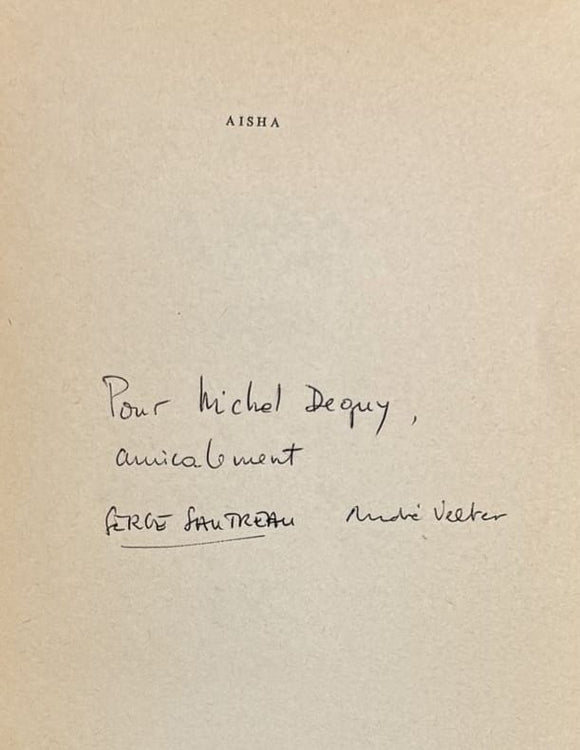 AISHA
Pour Michel Deguy,
amicalement
SERGE SAUTREAU André Velter